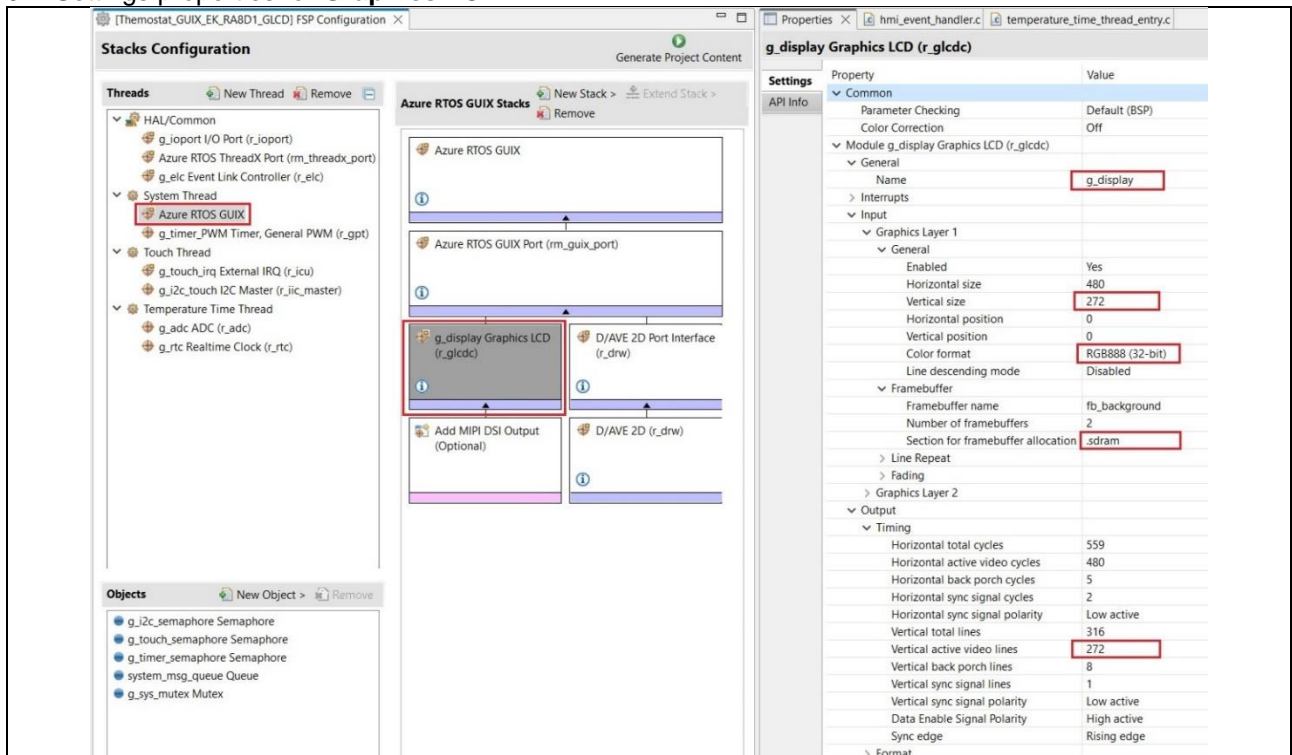 [Themostat_GUIX_EK_RA8D1_GLCD] FSP Configuration
Stacks Configuration
Generate Project Content
Threads
New Thread
Remove
HAL/Common
g_ioport I/O Port (r_ioport)
Azure RTOS ThreadX Port (rm_threadx_port)
g_elc Event Link Controller (r_elc)
System Thread
Azure RTOS GUIX
g_timer_PWM Timer, General PWM (r_gpt)
Touch Thread
g_touch_irq External IRQ (r_icu)
g_i2c_touch I2C Master (r_iic_master)
Temperature Time Thread
g_adc ADC (r_adc)
g_rtc Realtime Clock (r_rtc)
Objects
New Object >
Remove
g_i2c_semaphore Semaphore
g_touch_semaphore Semaphore
g_timer_semaphore Semaphore
system_msg_queue Queue
g_sys_mutex Mutex
Azure RTOS GUIX Stacks
New Stack >
Extend Stack >
Remove
Azure RTOS GUIX
Azure RTOS GUIX Port (rm_guix_port)
g_display Graphics LCD
(r_glcdc)
D/AVE 2D Port Interface
(r_drw)
Add MIPI DSI Output
(Optional)
D/AVE 2D (r_drw)
Properties
hmi_event_handler.c
temperature_time_thread_entry.c
g_display Graphics LCD (r_glcdc)
Settings
API Info
Property Value
Common
Parameter Checking Default (BSP)
Color Correction Off
Module g_display Graphics LCD (r_glcdc)
General
Name g_display
Interrupts
Input
Graphics Layer 1
General
Enabled Yes
Horizontal size 480
Vertical size 272
Horizontal position 0
Vertical position 0
Color format RGB888 (32-bit)
Line descending mode Disabled
Framebuffer
Framebuffer name fb_background
Number of framebuffers 2
Section for framebuffer allocation .sdram
Line Repeat
Fading
Graphics Layer 2
Output
Timing
Horizontal total cycles 559
Horizontal active video cycles 480
Horizontal back porch cycles 5
Horizontal sync signal cycles 2
Horizontal sync signal polarity Low active
Vertical total lines 316
Vertical active video lines 272
Vertical back porch lines 8
Vertical sync signal lines 1
Vertical sync signal polarity Low active
Data Enable Signal Polarity High active
Sync edge Rising edge
Format